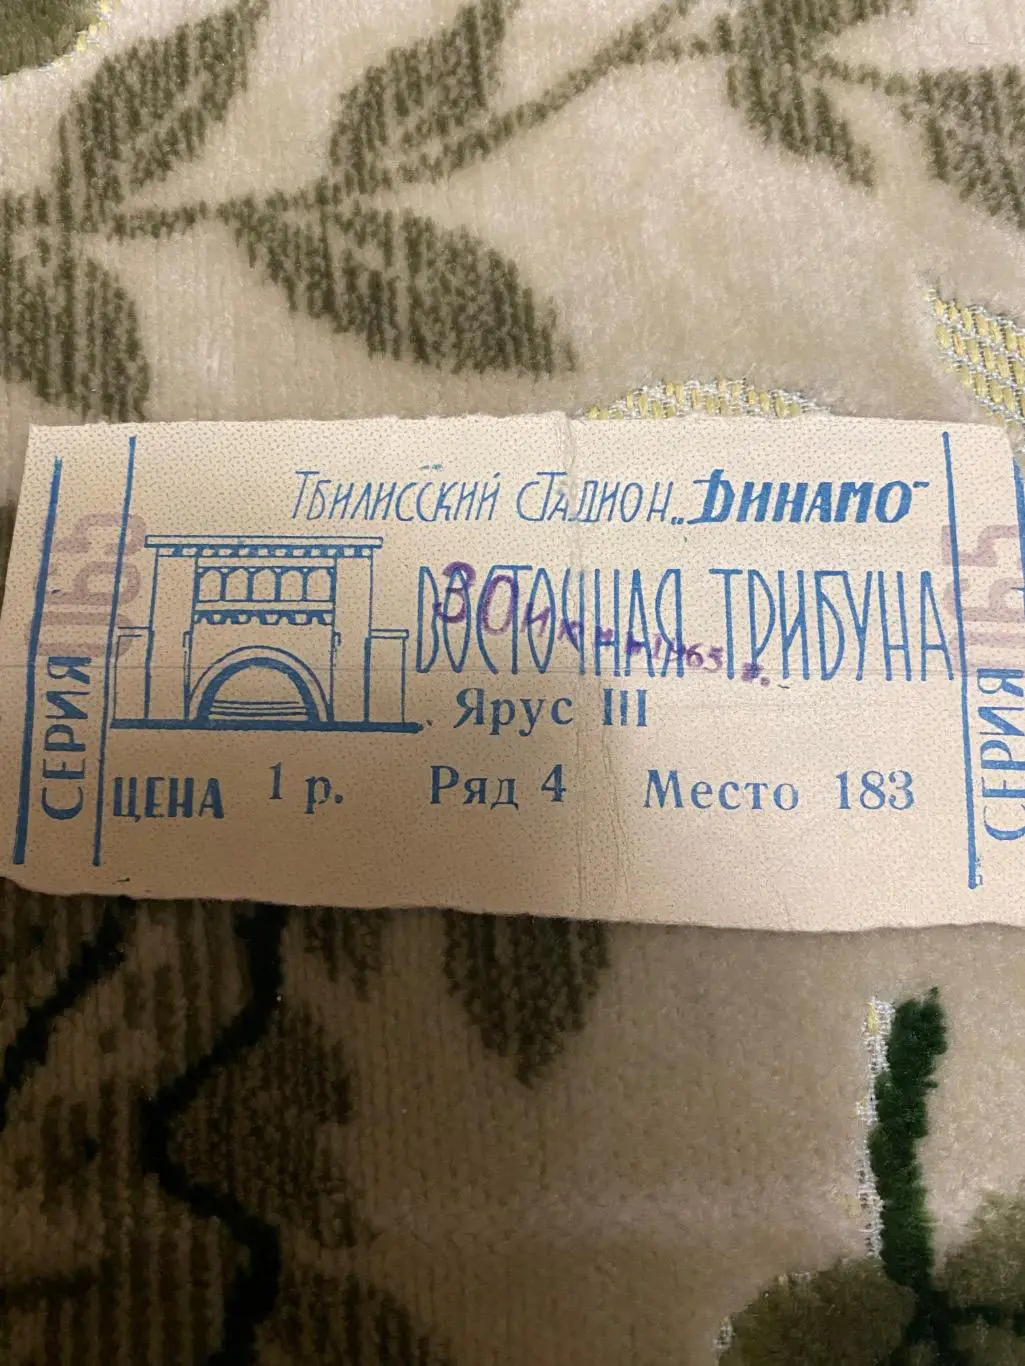 Тбилисский стадион „Динамо"
ВОСТОЧНАЯ ТРИБУНА
30 июня 1965 г.
Ярус III
ЦЕНА 1 р. Ряд 4 Место 183
СЕРИЯ
СЕРИЯ